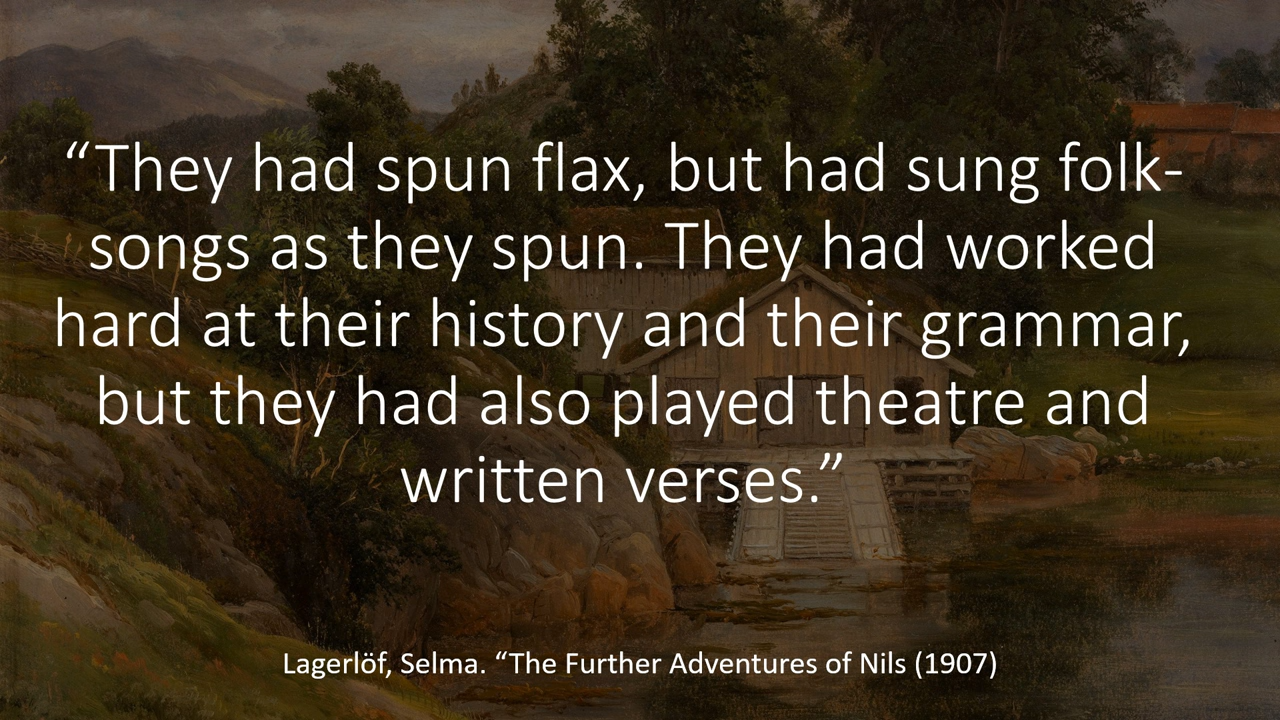 “They had spun flax, but had sung folk-
songs as they spun. They had worked
hard at their history and their grammar,
but they had also played theatre and
written verses.”
Lagerlöf, Selma. “The Further Adventures of Nils (1907)